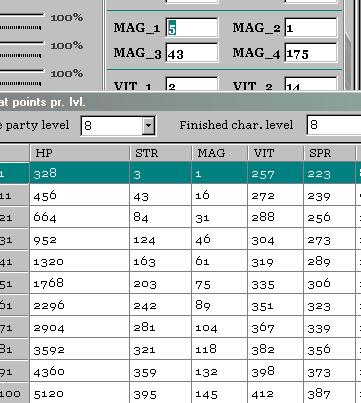 100%
MAG_1 5 MAG_2 1
100%
MAG_3 43 MAG_4 175
100%
VIT_1 2 VIT_2 14
at points pr. lvl.
e party level 8 Finished char. level 8
HP STR MAG VIT SPR
1 328 3 1 257 223
11 456 43 16 272 239
21 664 84 31 288 256
31 952 124 46 304 273
41 1320 163 61 319 289
51 1768 203 75 335 306
61 2296 242 89 351 323
71 2904 281 104 367 339
81 3592 321 118 382 356
91 4360 359 132 398 373
100 5120 395 145 412 387